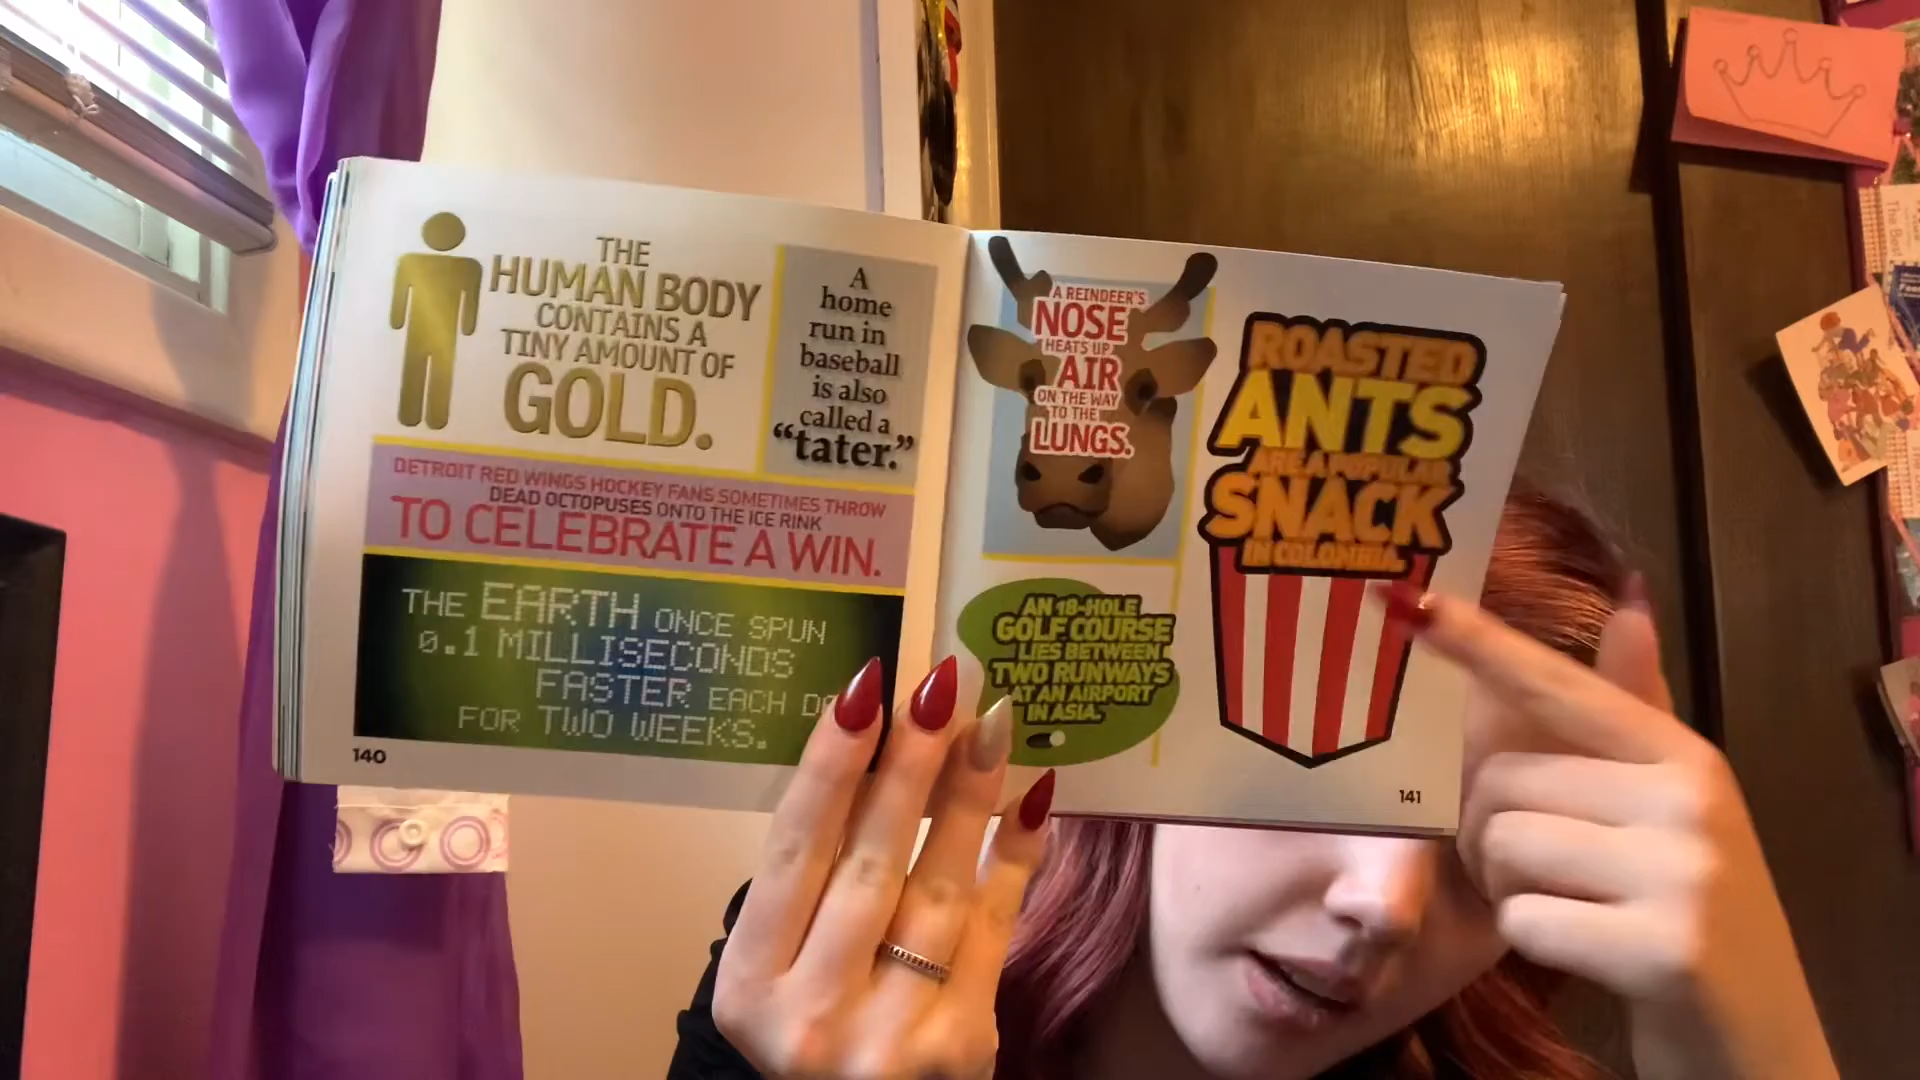 THE
HUMAN BODY
CONTAINS A
TINY AMOUNT OF
GOLD.
A
home
run in
baseball
is also
called a
“tater.”
DETROIT RED WINGS HOCKEY FANS SOMETIMES THROW
DEAD OCTOPUSES ONTO THE ICE RINK
TO CELEBRATE A WIN.
THE EARTH ONCE SPUN
0.1 MILLISECONDS
FASTER EACH
FOR TWO WEEKS.
140
A REINDEER'S
NOSE
HEATS UP
AIR
ON THE WAY
TO THE
LUNGS.
ROASTED
ANTS
ARE A POPULAR
SNACK
IN COLOMBIA.
AN 18-HOLE
GOLF COURSE
LIES BETWEEN
TWO RUNWAYS
AT AN AIRPORT
IN ASIA.
141